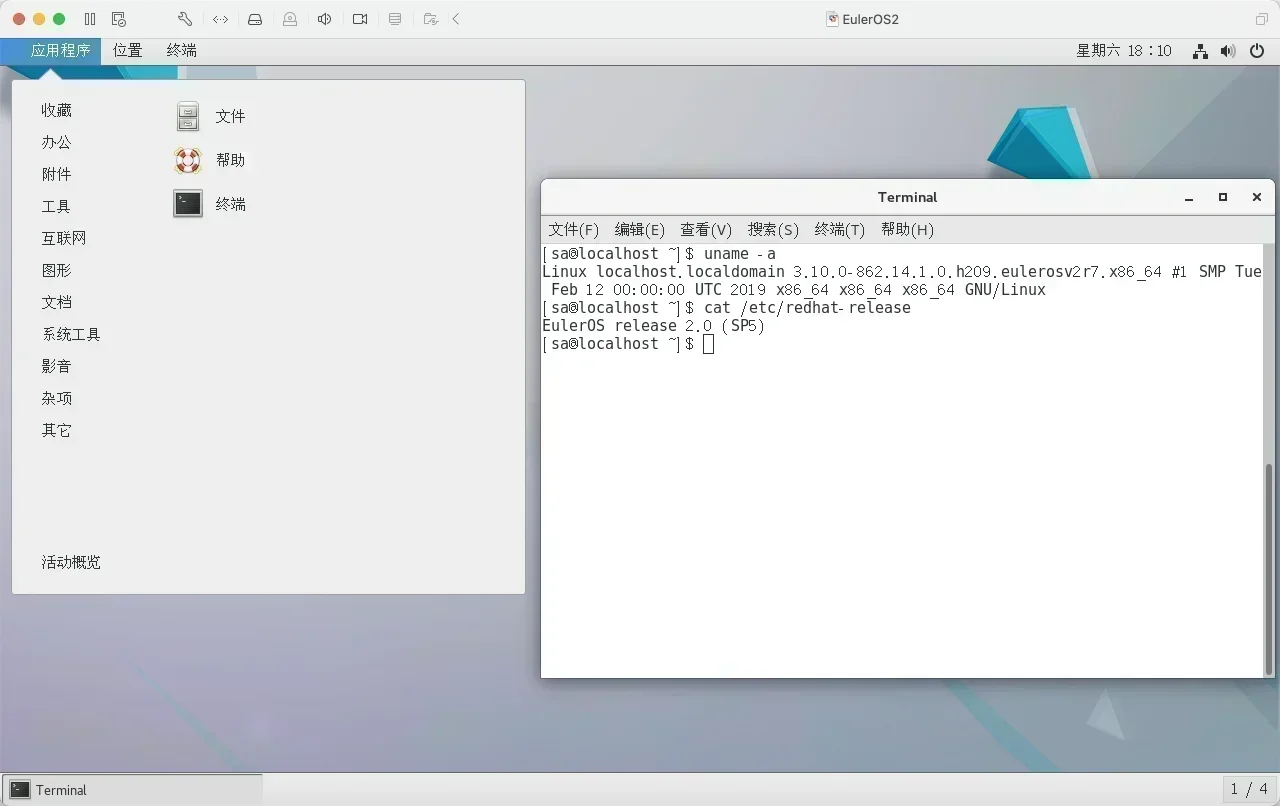 EulerOS2
应用程序 位置 终端 星期六 18：10
收藏
办公
附件
工具
互联网
图形
文档
系统工具
影音
杂项
其它
活动概览
文件
帮助
终端
Terminal
文件(F) 编辑(E) 查看(V) 搜索(S) 终端(T) 帮助(H)
[sa@localhost ~]$ uname -a
Linux localhost.localdomain 3.10.0-862.14.1.0.h209.eulerosv2r7.x86_64 #1 SMP Tue
Feb 12 00:00:00 UTC 2019 x86_64 x86_64 x86_64 GNU/Linux
[sa@localhost ~]$ cat /etc/redhat-release
EulerOS release 2.0 (SP5)
[sa@localhost ~]$
Terminal
1 / 4